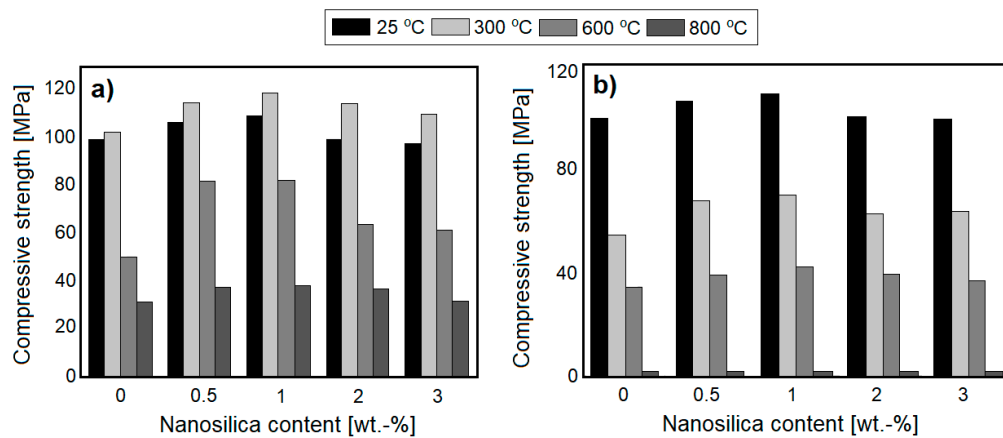 25 °C 300 °C 600 °C 800 °C
a)
Compressive strength [MPa]
120
100
80
60
40
20
0
0 0.5 1 2 3
Nanosilica content [wt.-%]
b)
Compressive strength [MPa]
120
80
40
0
0 0.5 1 2 3
Nanosilica content [wt.-%]